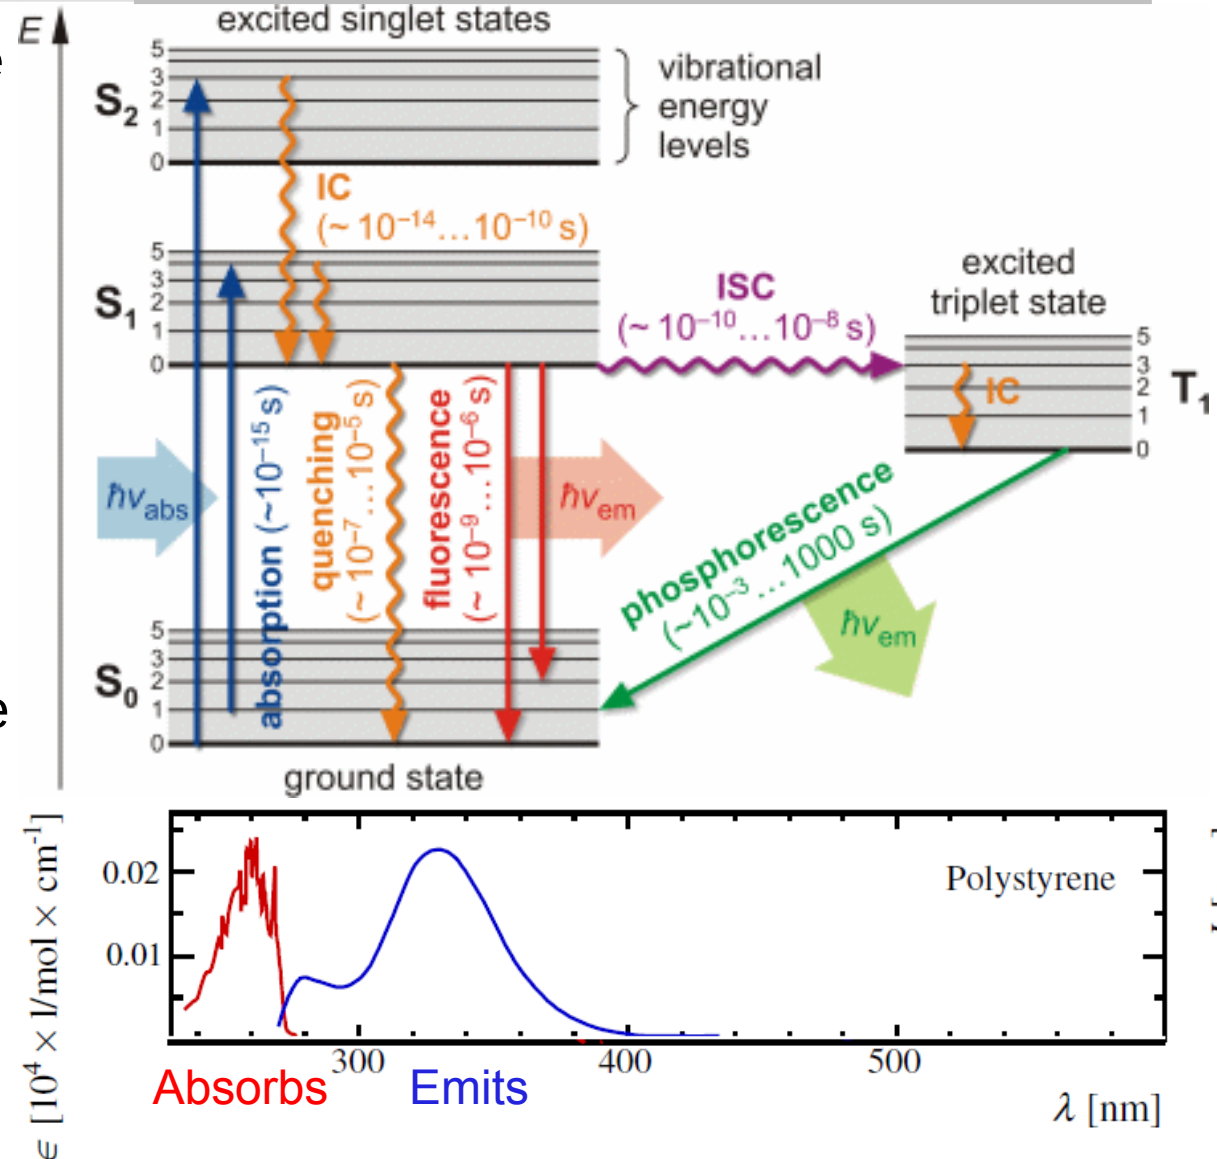 E
excited singlet states
5
3
2
1
0
S₂
vibrational
energy
levels
IC
(~ 10⁻¹⁴…10⁻¹⁰ s)
5
3
2
1
0
S₁
ISC
(~ 10⁻¹⁰…10⁻⁸ s)
excited
triplet state
5
3
2
1
0
T₁
IC
ħν_abs
absorption (~10⁻¹⁵ s)
quenching
(~ 10⁻⁷…10⁻⁵ s)
fluorescence
(~ 10⁻⁹…10⁻⁶ s)
ħν_em
phosphorescence
(~10⁻³…1000 s)
ħν_em
5
3
2
1
0
S₀
ground state
e
e
ϵ [10⁴ × l/mol × cm⁻¹]
0.02
0.01
Polystyrene
300
400
500
Absorbs
Emits
λ [nm]